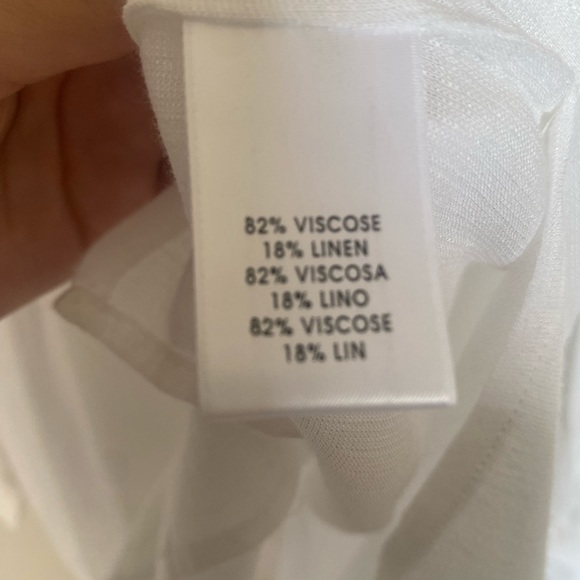 82% VISCOSE
18% LINEN
82% VISCOSA
18% LINO
82% VISCOSE
18% LIN